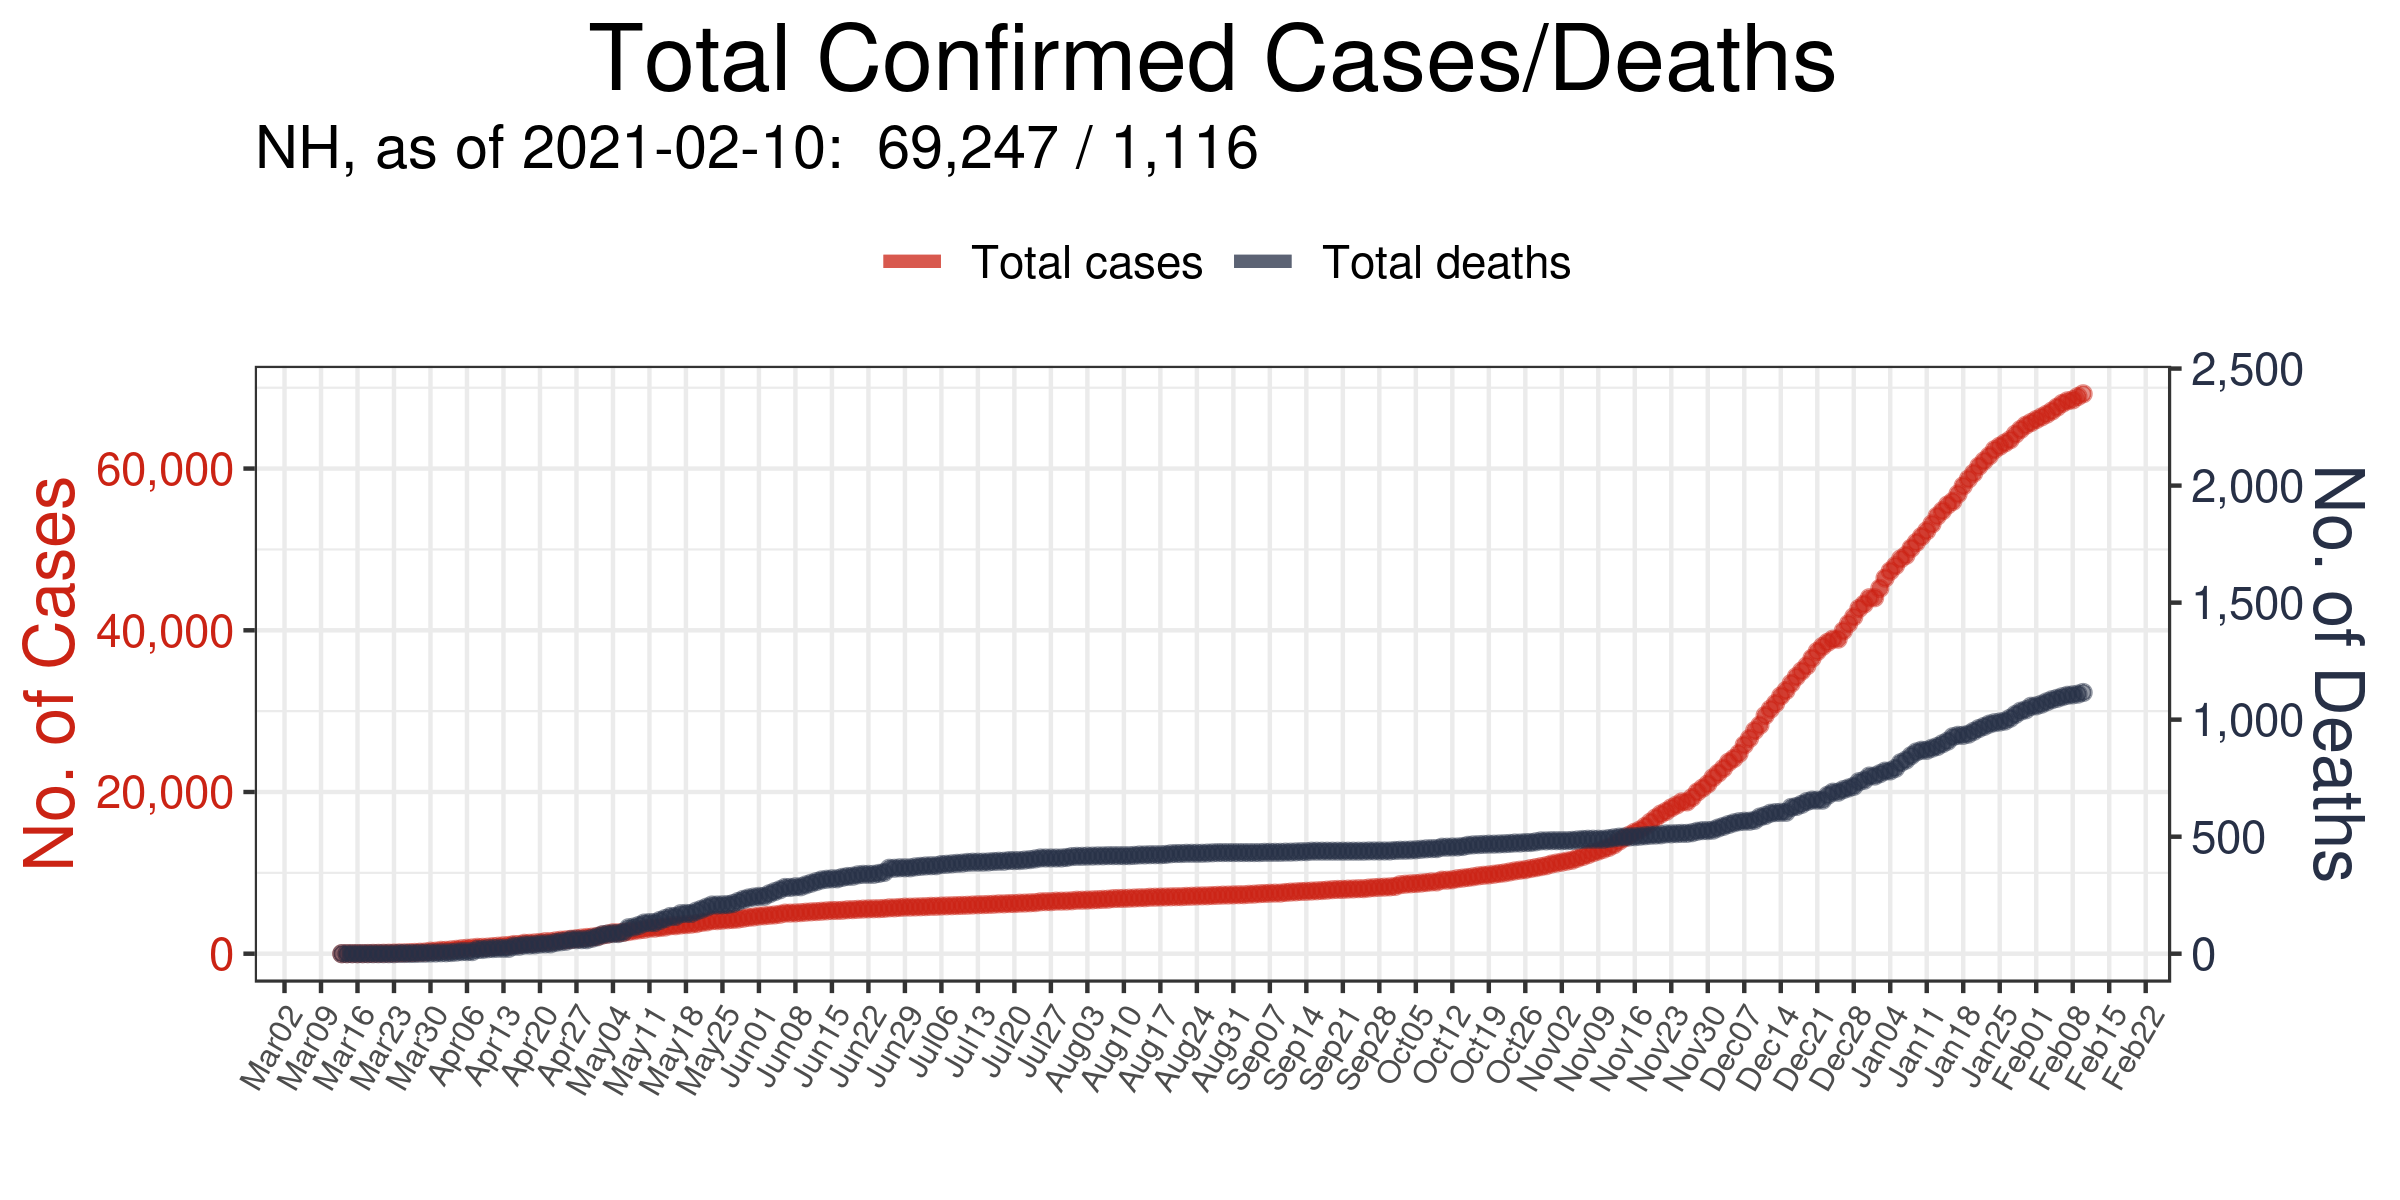 Total Confirmed Cases/Deaths
NH, as of 2021-02-10:  69,247 / 1,116
Total cases
Total deaths
No. of Cases
60,000
40,000
20,000
0
2,500
2,000
1,500
1,000
500
0
No. of Deaths
Mar02
Mar09
Mar16
Mar23
Mar30
Apr06
Apr13
Apr20
Apr27
May04
May11
May18
May25
Jun01
Jun08
Jun15
Jun22
Jun29
Jul06
Jul13
Jul20
Jul27
Aug03
Aug10
Aug17
Aug24
Aug31
Sep07
Sep14
Sep21
Sep28
Oct05
Oct12
Oct19
Oct26
Nov02
Nov09
Nov16
Nov23
Nov30
Dec07
Dec14
Dec21
Dec28
Jan04
Jan11
Jan18
Jan25
Feb01
Feb08
Feb15
Feb22